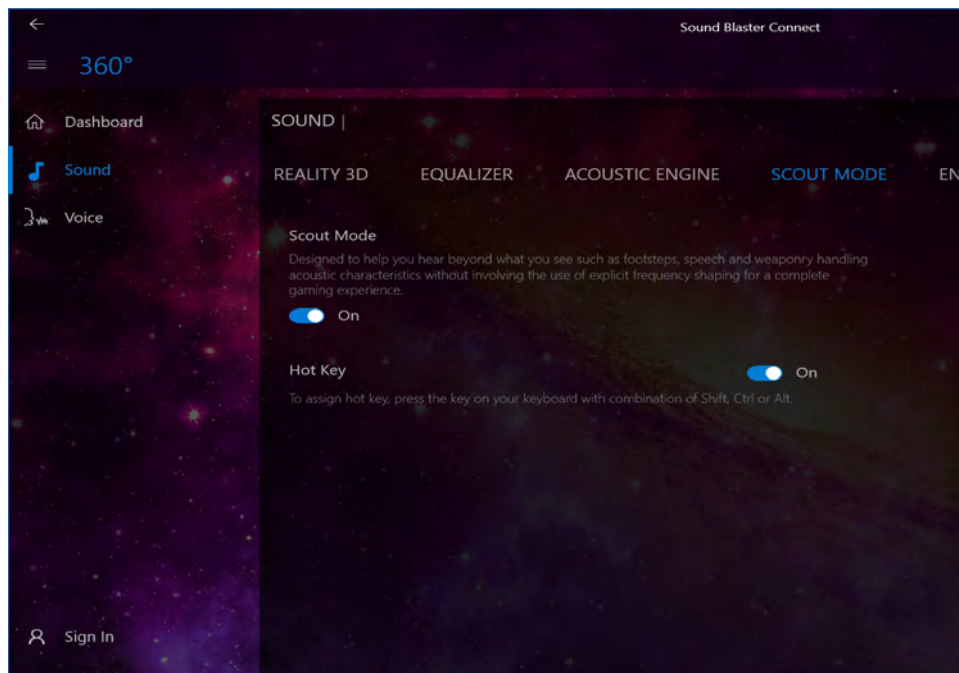 Sound Blaster Connect
360°
Dashboard
Sound
Voice
SOUND |
REALITY 3D EQUALIZER ACOUSTIC ENGINE SCOUT MODE EN
Scout Mode
Designed to help you hear beyond what you see such as footsteps, speech and weaponry handling
acoustic characteristics without involving the use of explicit frequency shaping for a complete
gaming experience.
On
Hot Key On
To assign hot key, press the key on your keyboard with combination of Shift, Ctrl or Alt.
Sign In